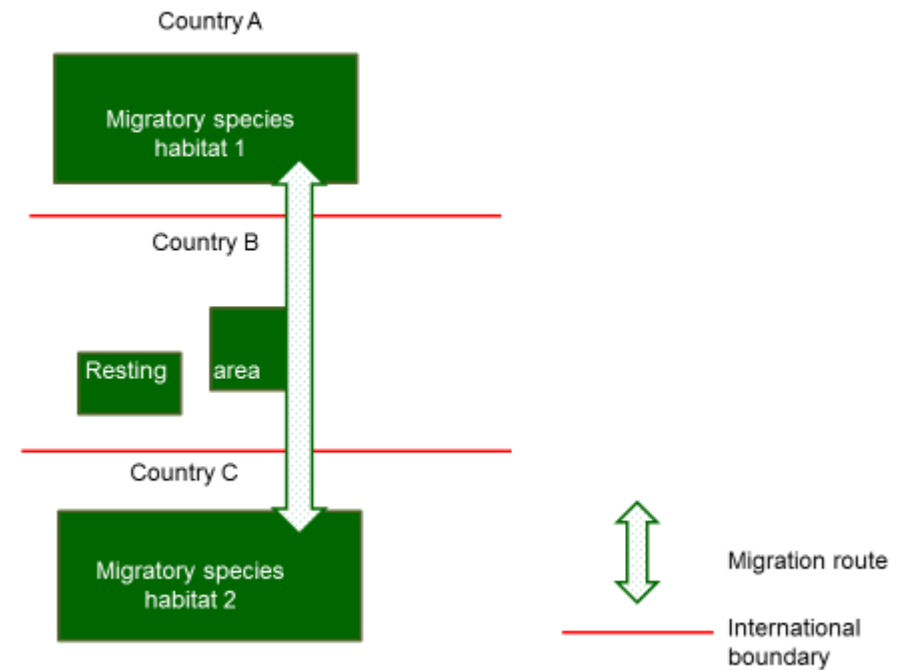 Country A
Migratory species
habitat 1
Country B
Resting area
Country C
Migratory species
habitat 2
Migration route
International
boundary